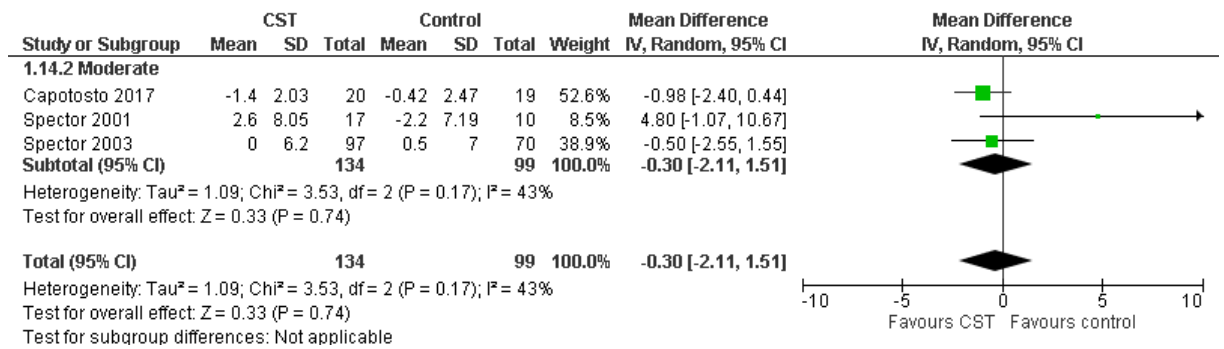 CST Control Mean Difference Mean Difference
Study or Subgroup Mean SD Total Mean SD Total Weight IV, Random, 95% CI IV, Random, 95% CI
1.14.2 Moderate
Capotosto 2017 -1.4 2.03 20 -0.42 2.47 19 52.6% -0.98 [-2.40, 0.44]
Spector 2001 2.6 8.05 17 -2.2 7.19 10 8.5% 4.80 [-1.07, 10.67]
Spector 2003 0 6.2 97 0.5 7 70 38.9% -0.50 [-2.55, 1.55]
Subtotal (95% CI) 134 99 100.0% -0.30 [-2.11, 1.51]
Heterogeneity: Tau² = 1.09; Chi² = 3.53, df = 2 (P = 0.17); I² = 43%
Test for overall effect: Z = 0.33 (P = 0.74)
Total (95% CI) 134 99 100.0% -0.30 [-2.11, 1.51]
Heterogeneity: Tau² = 1.09; Chi² = 3.53, df = 2 (P = 0.17); I² = 43%
Test for overall effect: Z = 0.33 (P = 0.74)
Test for subgroup differences: Not applicable
-10 -5 0 5 10
Favours CST Favours control